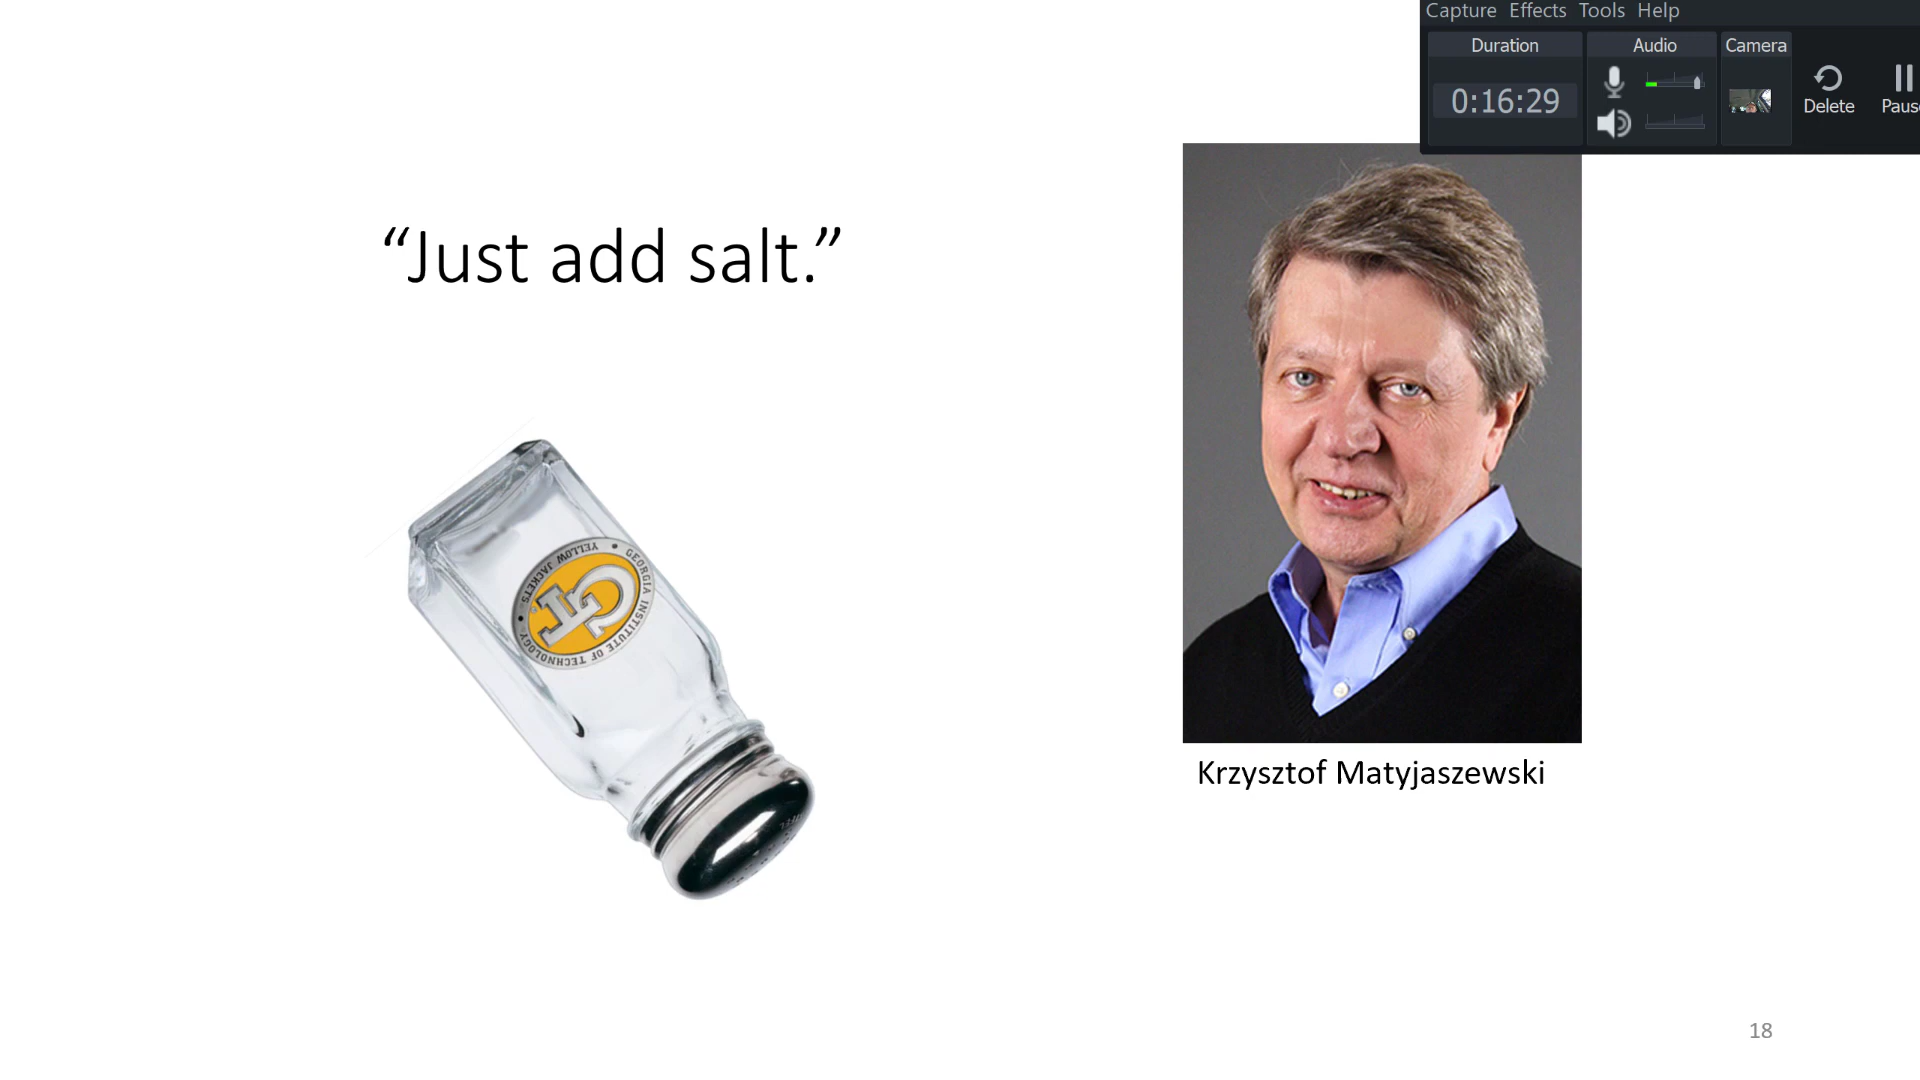 Capture Effects Tools Help
Duration Audio Camera
0:16:29
Delete Paus
“Just add salt.”
GEORGIA INSTITUTE OF TECHNOLOGY • YELLOW JACKETS •
GT
Krzysztof Matyjaszewski
18